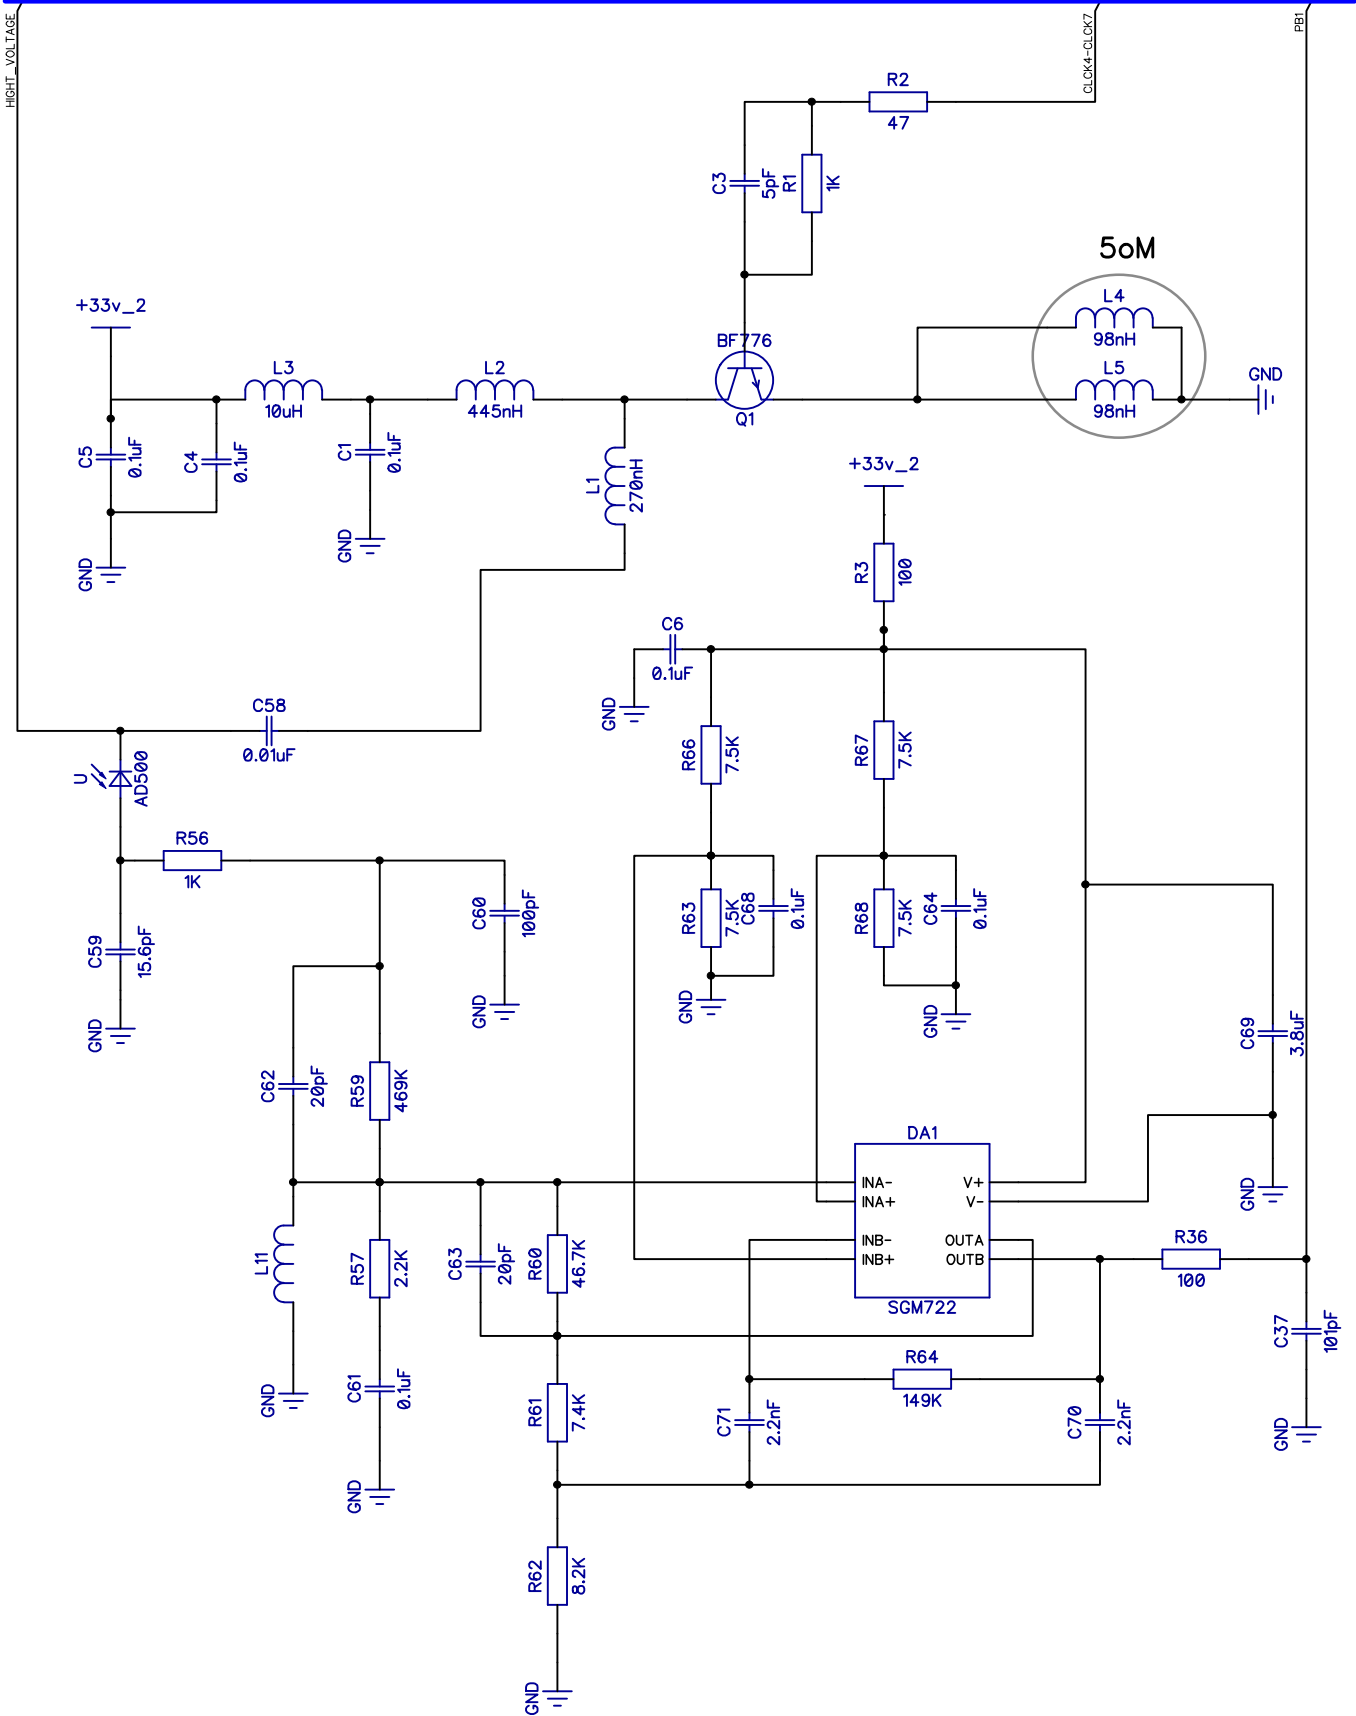 HIGHT_VOLTAGE
CLCK4-CLCK7
PB1
R2
47
C3
5pF
R1
1K
5oM
L4
98nH
L5
98nH
GND
+33v_2
BF776
Q1
L3
10uH
L2
445nH
C5
0.1uF
C4
0.1uF
C1
0.1uF
GND
GND
L1
270nH
+33v_2
R3
100
C6
0.1uF
GND
C58
0.01uF
R66
7.5K
R67
7.5K
U
AD500
R56
1K
C60
100pF
GND
C59
15.6pF
GND
R63
7.5K
C68
0.1uF
GND
R68
7.5K
C64
0.1uF
GND
C69
3.8uF
GND
C62
20pF
R59
469K
DA1
INA-
INA+
INB-
INB+
V+
V-
OUTA
OUTB
SGM722
R36
100
L11
GND
R57
2.2K
C63
20pF
R60
46.7K
C37
101pF
GND
C61
0.1uF
GND
R61
7.4K
R64
149K
C71
2.2nF
C70
2.2nF
R62
8.2K
GND